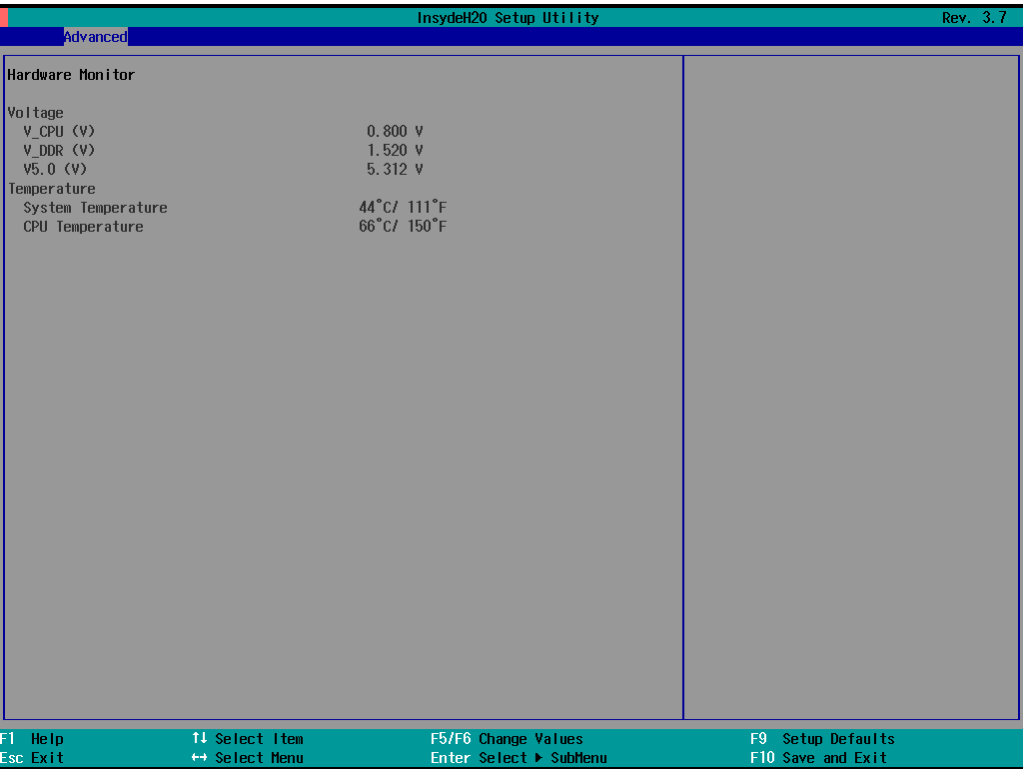 InsydeH20 Setup Utility Rev. 3.7
Advanced
Hardware Monitor
Voltage
V_CPU (V) 0.800 V
V_DDR (V) 1.520 V
V5.0 (V) 5.312 V
Temperature
System Temperature 44°C/ 111°F
CPU Temperature 66°C/ 150°F
F1 Help ↑↓ Select Item F5/F6 Change Values F9 Setup Defaults
Esc Exit ↔ Select Menu Enter Select ▶ SubMenu F10 Save and Exit